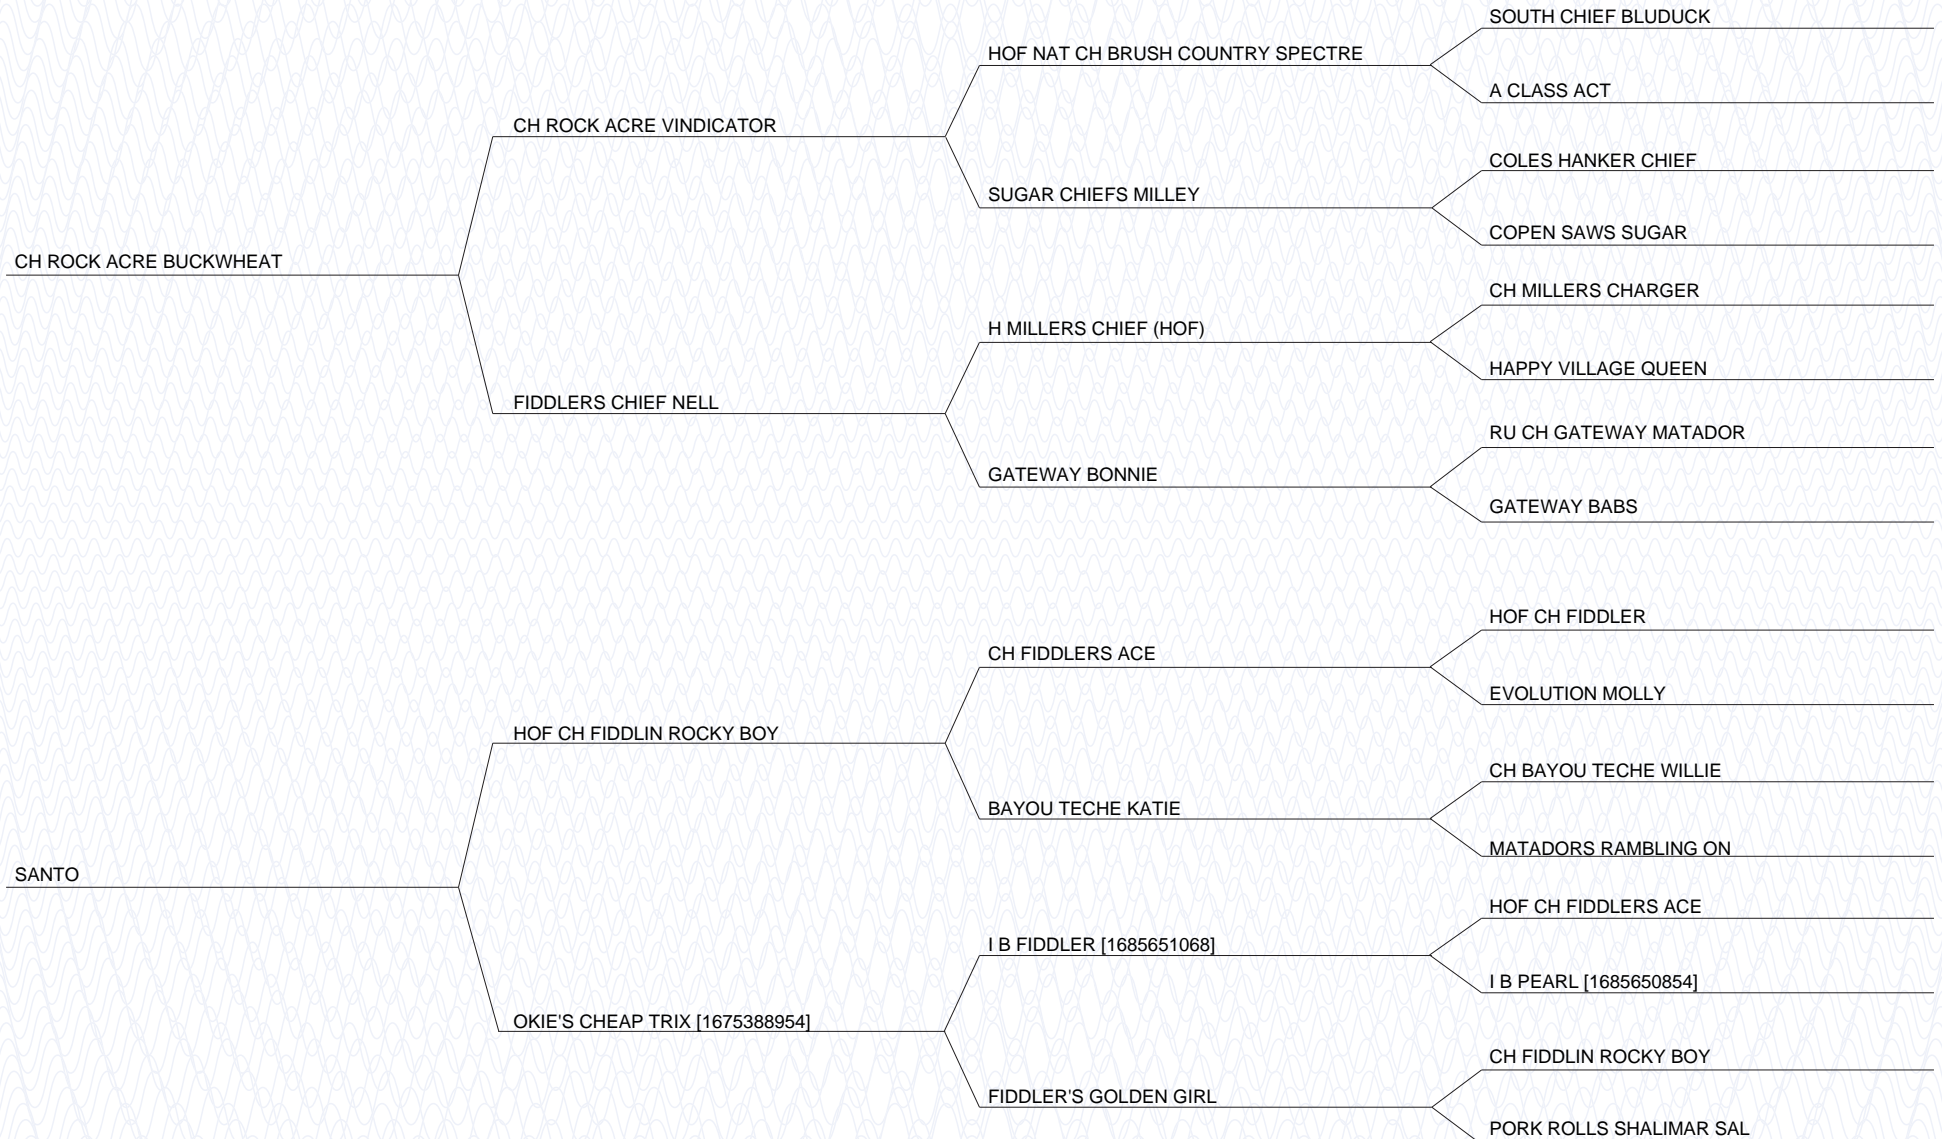 SOUTH CHIEF BLUDUCK
HOF NAT CH BRUSH COUNTRY SPECTRE
A CLASS ACT
CH ROCK ACRE VINDICATOR
COLES HANKER CHIEF
SUGAR CHIEFS MILLEY
COPEN SAWS SUGAR
CH ROCK ACRE BUCKWHEAT
CH MILLERS CHARGER
H MILLERS CHIEF (HOF)
HAPPY VILLAGE QUEEN
FIDDLERS CHIEF NELL
RU CH GATEWAY MATADOR
GATEWAY BONNIE
GATEWAY BABS
HOF CH FIDDLER
CH FIDDLERS ACE
EVOLUTION MOLLY
HOF CH FIDDLIN ROCKY BOY
CH BAYOU TECHE WILLIE
BAYOU TECHE KATIE
MATADORS RAMBLING ON
SANTO
HOF CH FIDDLERS ACE
I B FIDDLER [1685651068]
I B PEARL [1685650854]
OKIE'S CHEAP TRIX [1675388954]
CH FIDDLIN ROCKY BOY
FIDDLER'S GOLDEN GIRL
PORK ROLLS SHALIMAR SAL